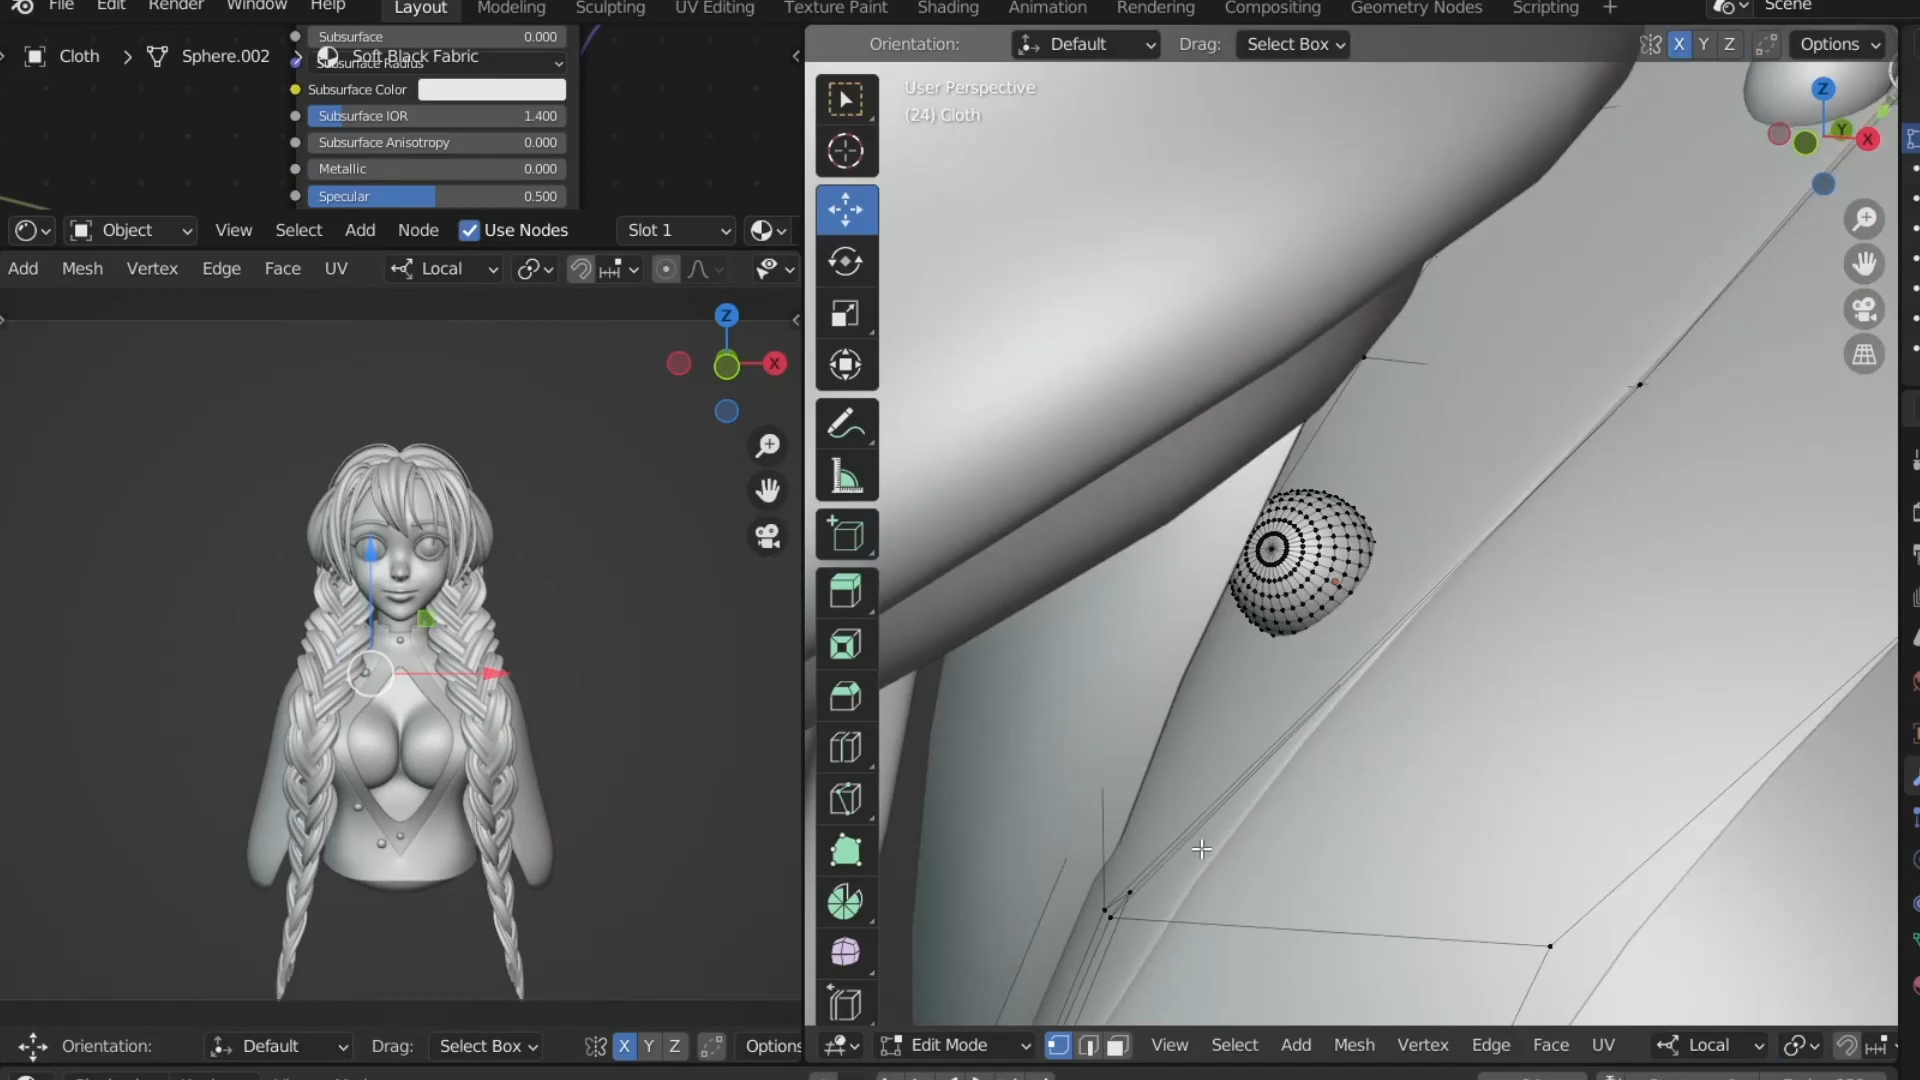 File Edit Render Window Help Layout Modeling Sculpting UV Editing Texture Paint Shading Animation Rendering Compositing Geometry Nodes Scripting + Scene
Subsurface 0.000
Cloth > Sphere.002 > Soft Black Fabric
Subsurface Radius
Subsurface Color
Subsurface IOR 1.400
Subsurface Anisotropy 0.000
Metallic 0.000
Specular 0.500
Object View Select Add Node Use Nodes Slot 1
Add Mesh Vertex Edge Face UV Local
Z
X
Orientation: Default Drag: Select Box X Y Z Options
Orientation: Default Drag: Select Box X Y Z Options
User Perspective
(24) Cloth
Z
Y
X
Edit Mode View Select Add Mesh Vertex Edge Face UV Local